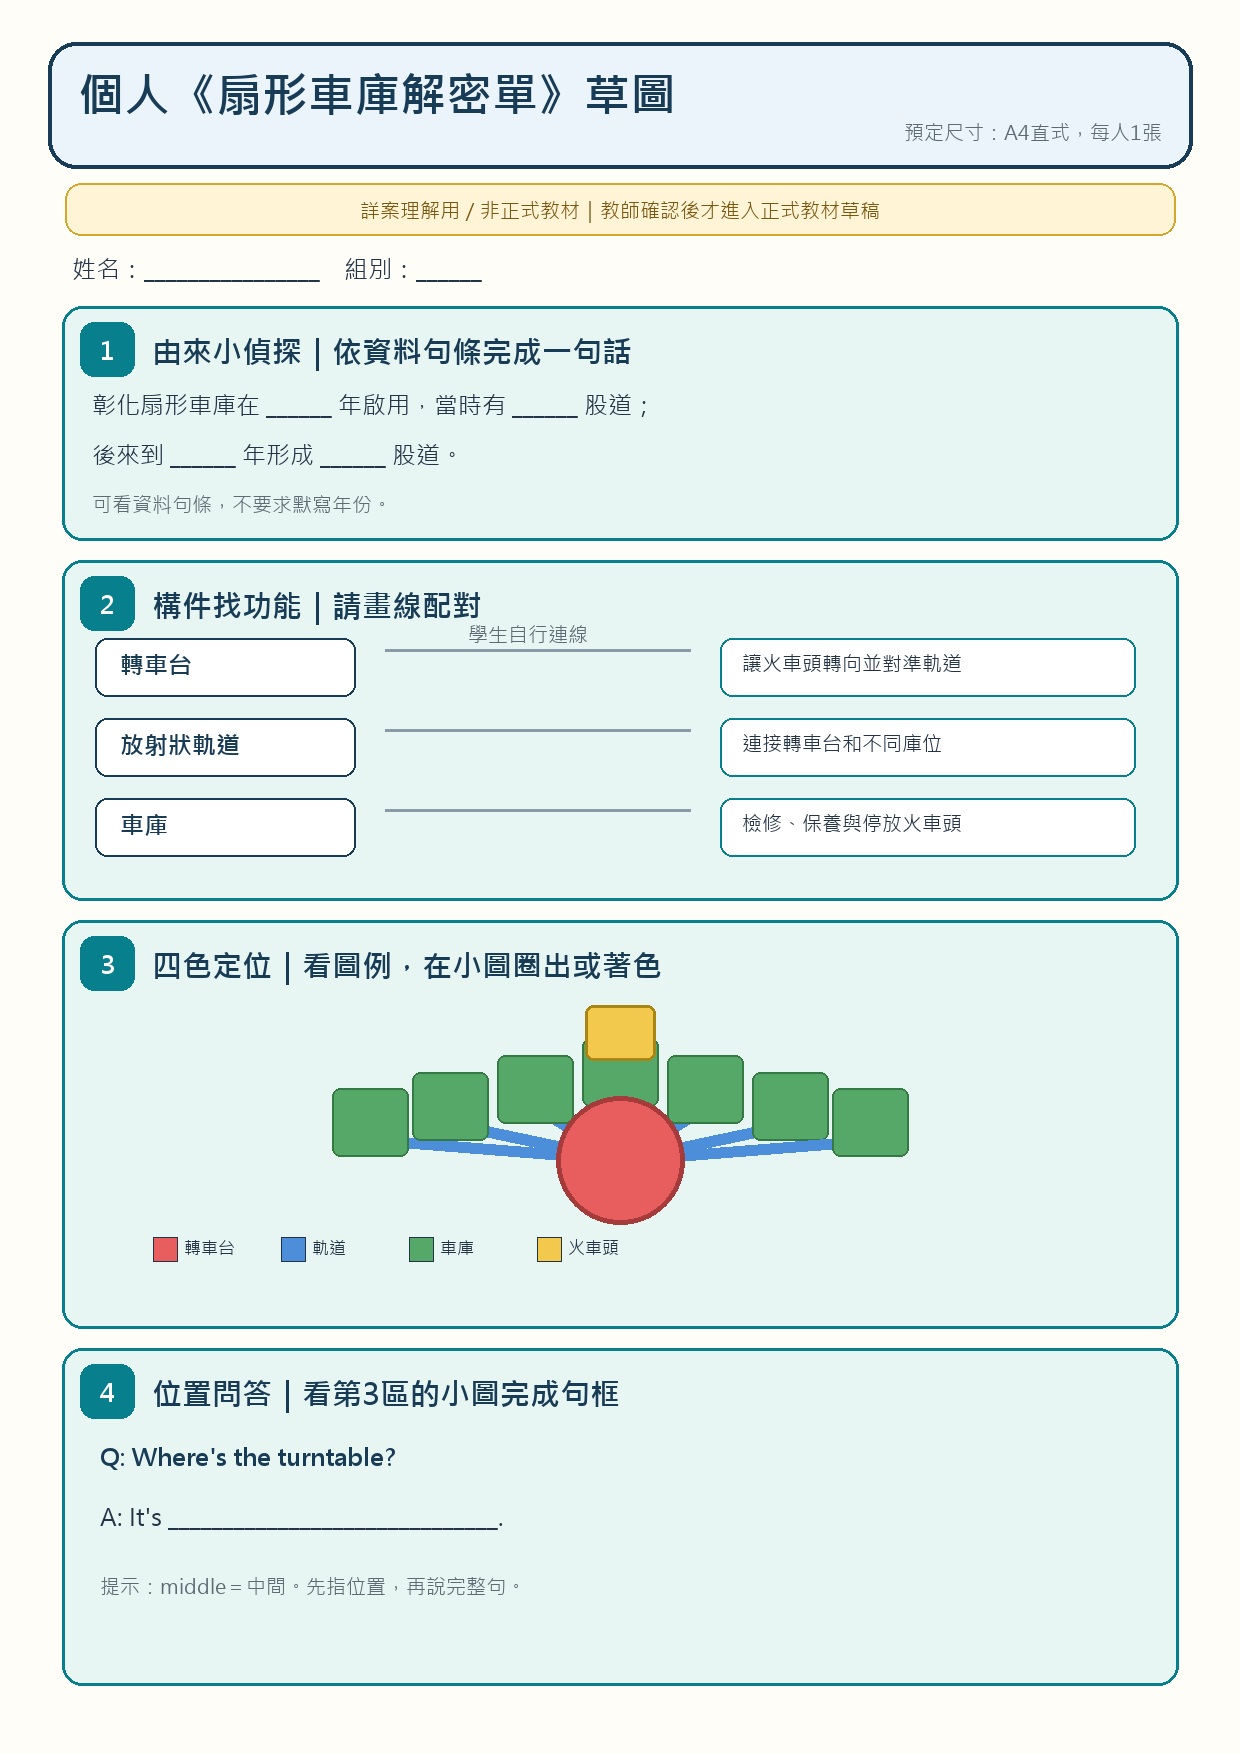 個人《扇形車庫解密單》草圖
預定尺寸：A4直式，每人1張
詳案理解用 / 非正式教材｜教師確認後才進入正式教材草稿
姓名：________________ 組別：______
1 由來小偵探｜依資料句條完成一句話
彰化扇形車庫在 ______ 年啟用，當時有 ______ 股道；
後來到 ______ 年形成 ______ 股道。
可看資料句條，不要求默寫年份。
2 構件找功能｜請畫線配對
學生自行連線
轉車台 讓火車頭轉向並對準軌道
放射狀軌道 連接轉車台和不同庫位
車庫 檢修、保養與停放火車頭
3 四色定位｜看圖例，在小圖圈出或著色
轉車台 軌道 車庫 火車頭
4 位置問答｜看第3區的小圖完成句框
Q: Where's the turntable?
A: It's ______________________________.
提示：middle＝中間。先指位置，再說完整句。